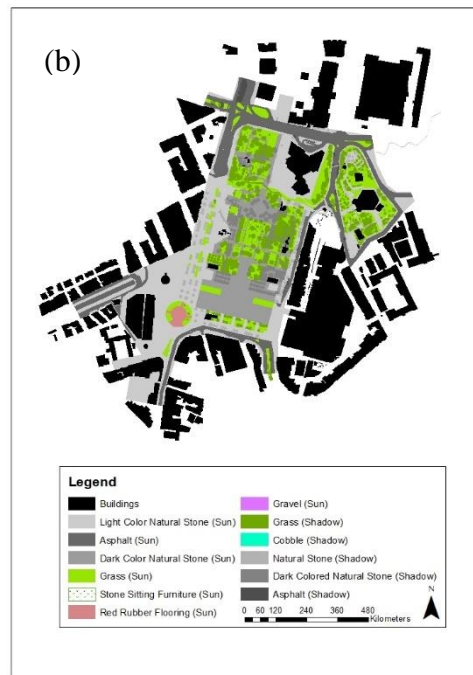 (b)
Legend
Buildings
Light Color Natural Stone (Sun)
Asphalt (Sun)
Dark Color Natural Stone (Sun)
Grass (Sun)
Stone Sitting Furniture (Sun)
Red Rubber Flooring (Sun)
Gravel (Sun)
Grass (Shadow)
Cobble (Shadow)
Natural Stone (Shadow)
Dark Colored Natural Stone (Shadow)
Asphalt (Shadow)
0 60 120 240 360 480
Kilometers
N